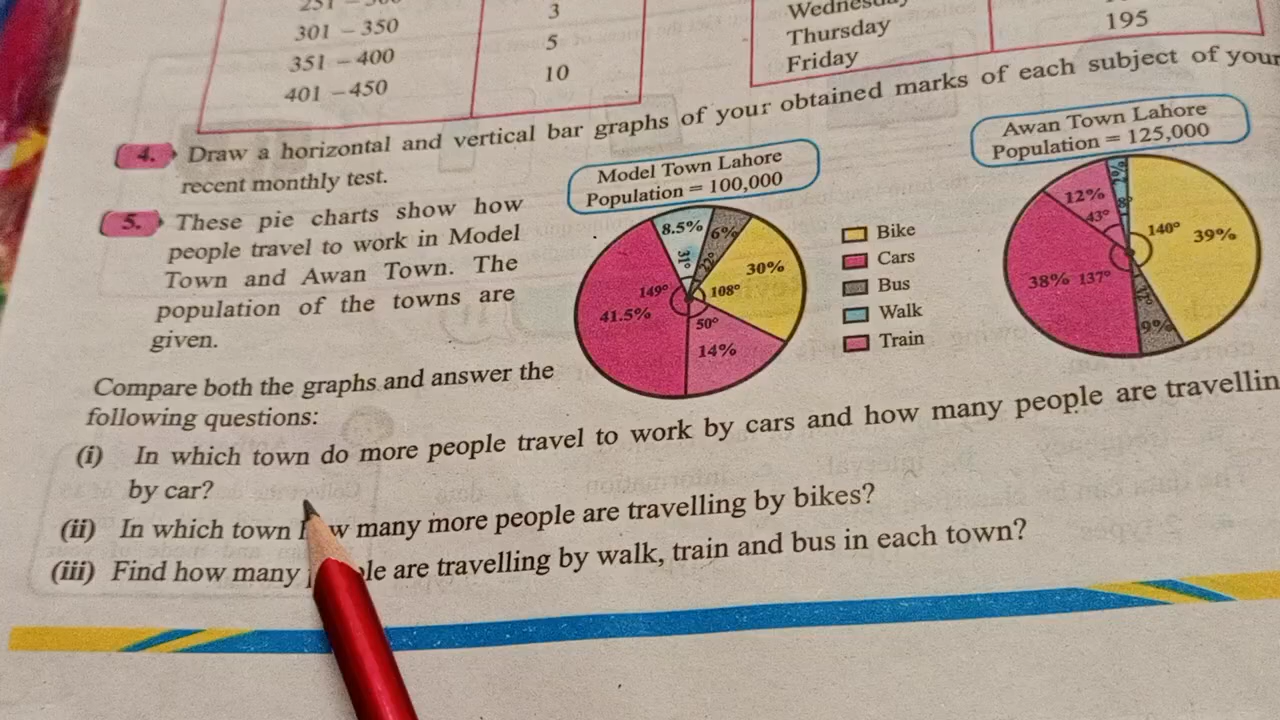 301 – 350
3
351 – 400
5
401 – 450
10
Wednesday
Thursday
Friday
195
4. Draw a horizontal and vertical bar graphs of your obtained marks of each subject of your
recent monthly test.
5. These pie charts show how
people travel to work in Model
Town and Awan Town. The
population of the towns are
given.
Compare both the graphs and answer the
following questions:
Model Town Lahore
Population = 100,000
8.5%
6%
31°
22°
30%
149°
108°
41.5%
50°
14%
Bike
Cars
Bus
Walk
Train
Awan Town Lahore
Population = 125,000
12%
43°
8°
140°
39%
38%
137°
32°
9%
(i) In which town do more people travel to work by cars and how many people are travellin
by car?
(ii) In which town how many more people are travelling by bikes?
(iii) Find how many people are travelling by walk, train and bus in each town?